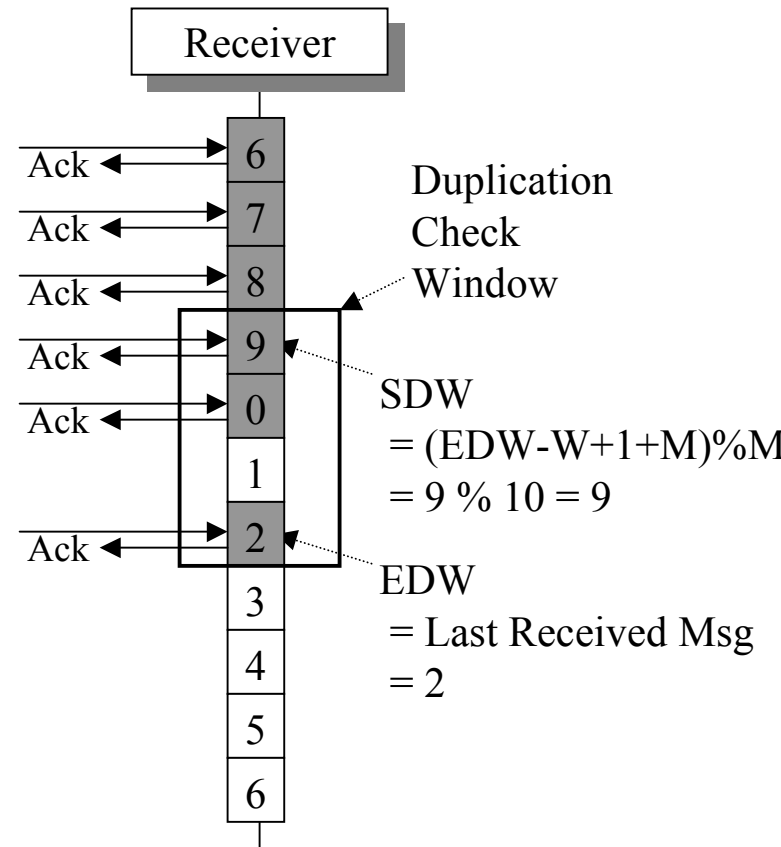 Receiver
Ack
6
Ack
7
Ack
8
Ack
9
Ack
0
1
Ack
2
3
4
5
6
Duplication
Check
Window
SDW
= (EDW-W+1+M)%M
= 9 % 10 = 9
EDW
= Last Received Msg
= 2